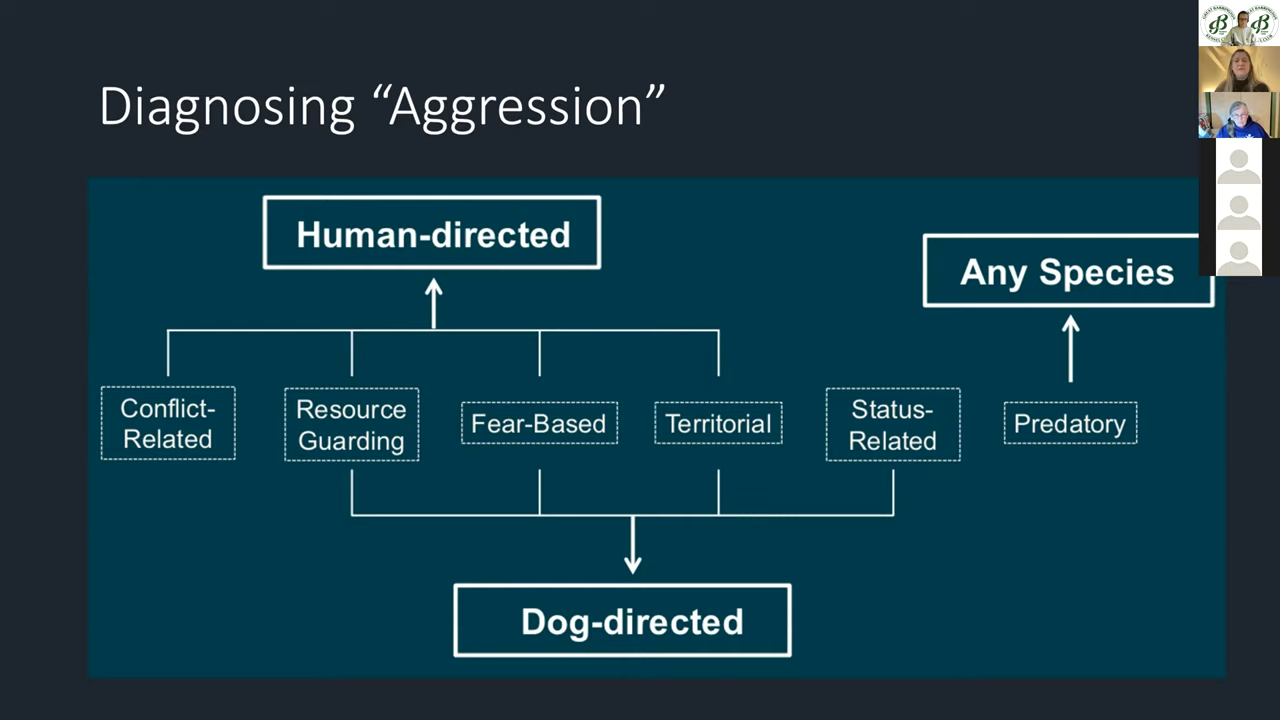 Diagnosing “Aggression”
Human-directed
Any Species
Conflict-
Related
Resource
Guarding
Fear-Based
Territorial
Status-
Related
Predatory
Dog-directed